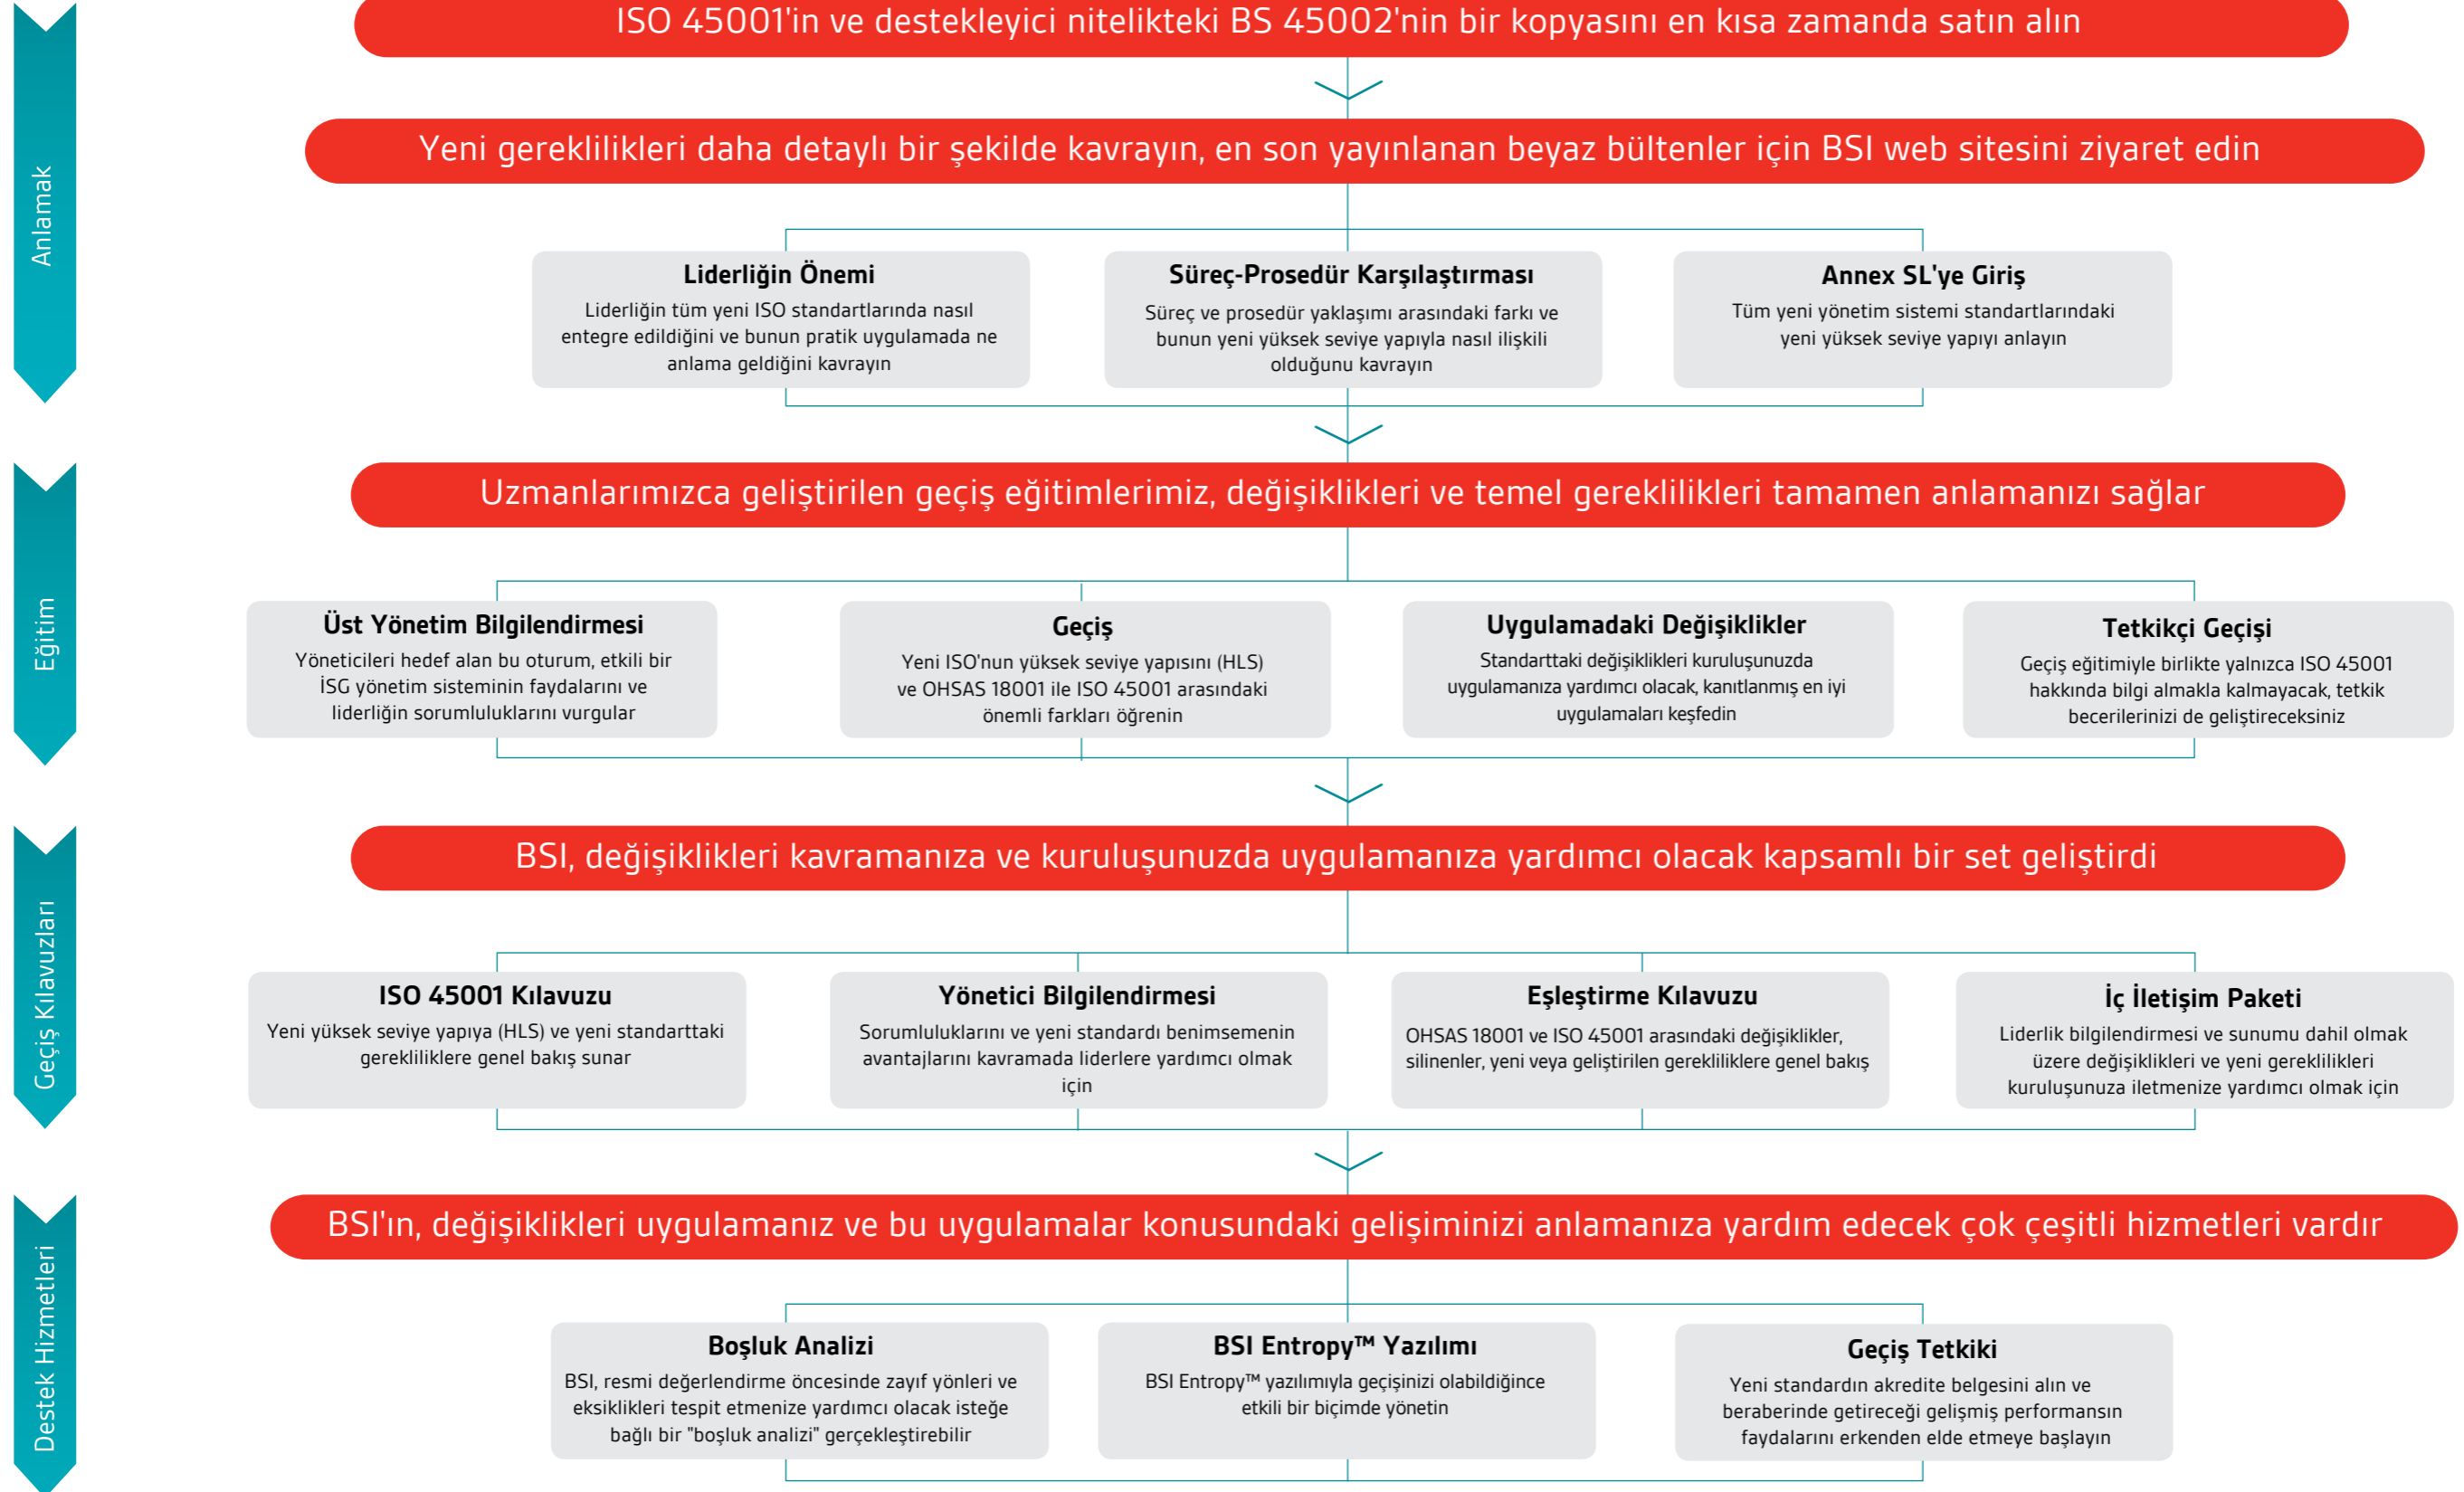 ISO 45001'in ve destekleyici nitelikteki BS 45002'nin bir kopyasını en kısa zamanda satın alın
Anlamak
Yeni gereklilikleri daha detaylı bir şekilde kavrayın, en son yayınlanan beyaz bültenler için BSI web sitesini ziyaret edin
Liderliğin Önemi
Liderliğin tüm yeni ISO standartlarında nasıl
entegre edildiğini ve bunun pratik uygulamada ne
anlama geldiğini kavrayın
Süreç-Prosedür Karşılaştırması
Süreç ve prosedür yaklaşımı arasındaki farkı ve
bunun yeni yüksek seviye yapıyla nasıl ilişkili
olduğunu kavrayın
Annex SL'ye Giriş
Tüm yeni yönetim sistemi standartlarındaki
yeni yüksek seviye yapıyı anlayın
Eğitim
Uzmanlarımızca geliştirilen geçiş eğitimlerimiz, değişiklikleri ve temel gereklilikleri tamamen anlamanızı sağlar
Üst Yönetim Bilgilendirmesi
Yöneticileri hedef alan bu oturum, etkili bir
İSG yönetim sisteminin faydalarını ve
liderliğin sorumluluklarını vurgular
Geçiş
Yeni ISO'nun yüksek seviye yapısını (HLS)
ve OHSAS 18001 ile ISO 45001 arasındaki
önemli farkları öğrenin
Uygulamadaki Değişiklikler
Standarttaki değişiklikleri kuruluşunuzda
uygulamanıza yardımcı olacak, kanıtlanmış en iyi
uygulamaları keşfedin
Tetkikçi Geçişi
Geçiş eğitimiyle birlikte yalnızca ISO 45001
hakkında bilgi almakla kalmayacak, tetkik
becerilerinizi de geliştireceksiniz
Geçiş Kılavuzları
BSI, değişiklikleri kavramanıza ve kuruluşunuzda uygulamanıza yardımcı olacak kapsamlı bir set geliştirdi
ISO 45001 Kılavuzu
Yeni yüksek seviye yapıya (HLS) ve yeni standarttaki
gerekliliklere genel bakış sunar
Yönetici Bilgilendirmesi
Sorumluluklarını ve yeni standardı benimsemenin
avantajlarını kavramada liderlere yardımcı olmak
için
Eşleştirme Kılavuzu
OHSAS 18001 ve ISO 45001 arasındaki değişiklikler,
silinenler, yeni veya geliştirilen gerekliliklere genel bakış
İç İletişim Paketi
Liderlik bilgilendirmesi ve sunumu dahil olmak
üzere değişiklikleri ve yeni gereklilikleri
kuruluşunuza iletmenize yardımcı olmak için
Destek Hizmetleri
BSI'ın, değişiklikleri uygulamanız ve bu uygulamalar konusundaki gelişiminizi anlamanıza yardım edecek çok çeşitli hizmetleri vardır
Boşluk Analizi
BSI, resmi değerlendirme öncesinde zayıf yönleri ve
eksiklikleri tespit etmenize yardımcı olacak isteğe
bağlı bir "boşluk analizi" gerçekleştirebilir
BSI Entropy™ Yazılımı
BSI Entropy™ yazılımıyla geçişinizi olabildiğince
etkili bir biçimde yönetin
Geçiş Tetkiki
Yeni standardın akredite belgesini alın ve
beraberinde getireceği gelişmiş performansın
faydalarını erkenden elde etmeye başlayın